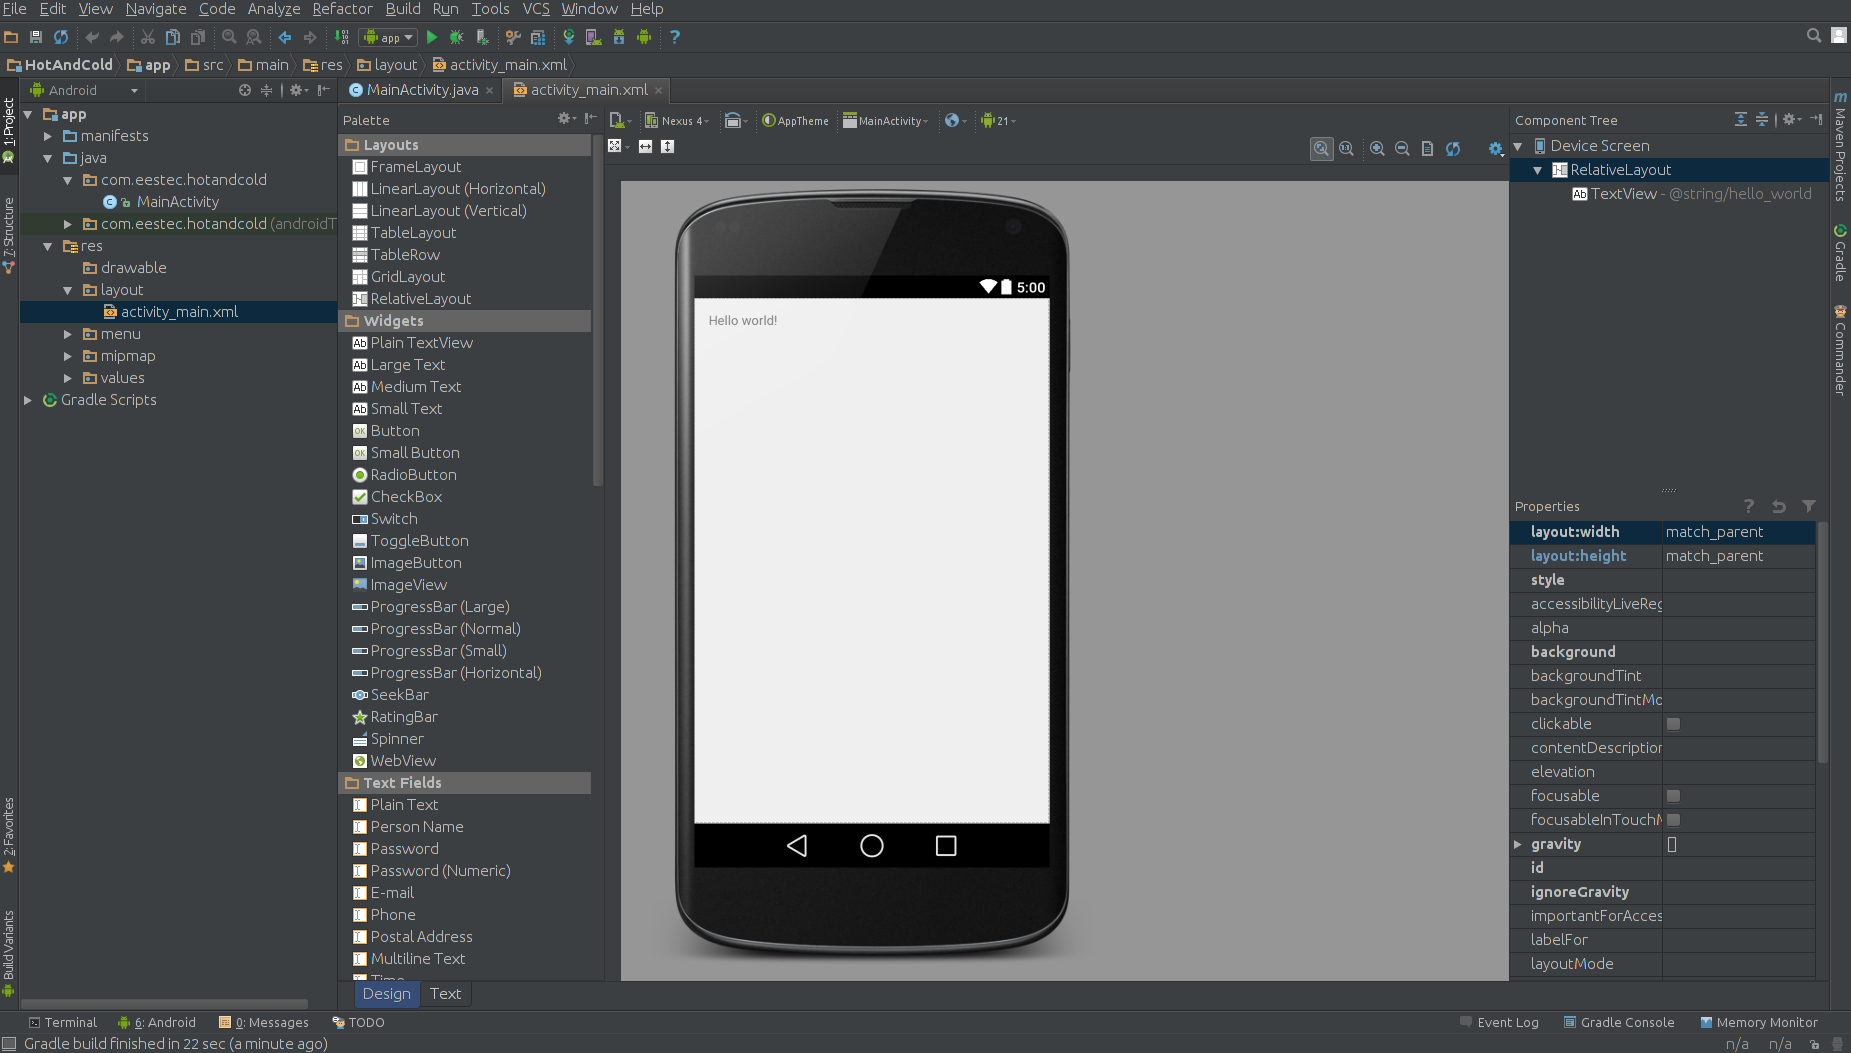 File Edit View Navigate Code Analyze Refactor Build Run Tools VCS Window Help
app
HotAndCold app src main res layout activity_main.xml
Android
MainActivity.java activity_main.xml
1: Project
7: Structure
2: Favorites
Build Variants
app
manifests
java
com.eestec.hotandcold
MainActivity
com.eestec.hotandcold (androidT
res
drawable
layout
activity_main.xml
menu
mipmap
values
Gradle Scripts
Palette
Layouts
FrameLayout
LinearLayout (Horizontal)
LinearLayout (Vertical)
TableLayout
TableRow
GridLayout
RelativeLayout
Widgets
Plain TextView
Large Text
Medium Text
Small Text
Button
Small Button
RadioButton
CheckBox
Switch
ToggleButton
ImageButton
ImageView
ProgressBar (Large)
ProgressBar (Normal)
ProgressBar (Small)
ProgressBar (Horizontal)
SeekBar
RatingBar
Spinner
WebView
Text Fields
Plain Text
Person Name
Password
Password (Numeric)
E-mail
Phone
Postal Address
Multiline Text
Time
Design Text
Nexus 4 AppTheme MainActivity 21
5:00
Hello world!
Component Tree
Device Screen
RelativeLayout
TextView - @string/hello_world
Properties
layout:width match_parent
layout:height match_parent
style
accessibilityLiveReg
alpha
background
backgroundTint
backgroundTintMo
clickable
contentDescription
elevation
focusable
focusableInTouchM
gravity []
id
ignoreGravity
importantForAcces
labelFor
layoutMode
Maven Projects
Gradle
Commander
Terminal 6: Android 0: Messages TODO Event Log Gradle Console Memory Monitor
Gradle build finished in 22 sec (a minute ago) n/a n/a